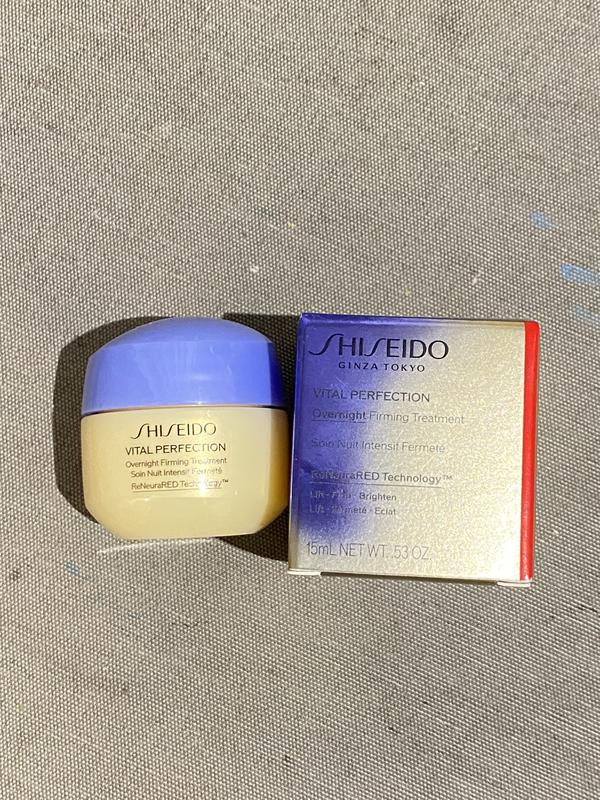 SHISEIDO
VITAL PERFECTION
Overnight Firming Treatment
Soin Nuit Intensif Fermeté
ReNeuraRED Technology™
SHISEIDO
GINZA TOKYO
VITAL PERFECTION
Overnight Firming Treatment
Soin Nuit Intensif Fermeté
ReNeuraRED Technology™
Lift · Firm · Brighten
Lift · Fermeté · Eclat
15mL NET WT. .53 OZ.